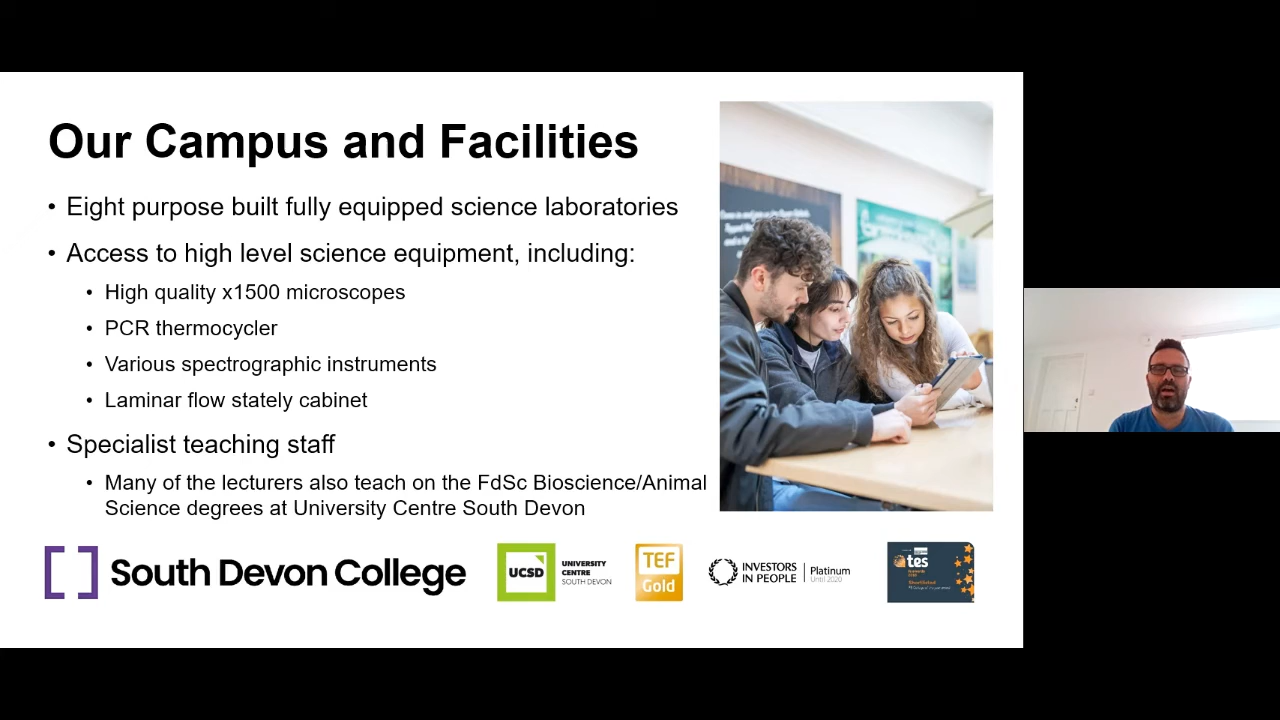 Our Campus and Facilities
• Eight purpose built fully equipped science laboratories
• Access to high level science equipment, including:
• High quality x1500 microscopes
• PCR thermocycler
• Various spectrographic instruments
• Laminar flow stately cabinet
• Specialist teaching staff
• Many of the lecturers also teach on the FdSc Bioscience/Animal
Science degrees at University Centre South Devon
South Devon College
UCSD
UNIVERSITY
CENTRE
SOUTH DEVON
TEF
Gold
INVESTORS
IN PEOPLE
Platinum
Until 2020
tes